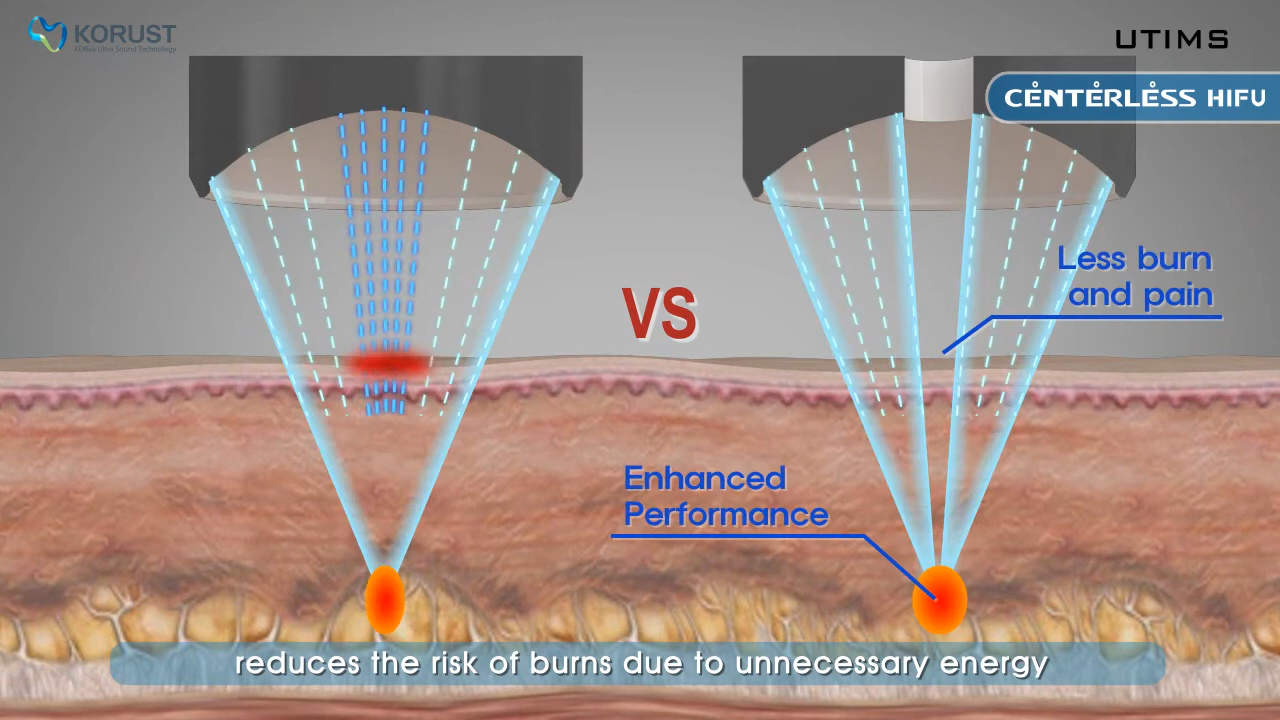 KORUST
UTIMS
CENTERLESS HIFU
VS
Less burn
and pain
Enhanced
Performance
reduces the risk of burns due to unnecessary energy